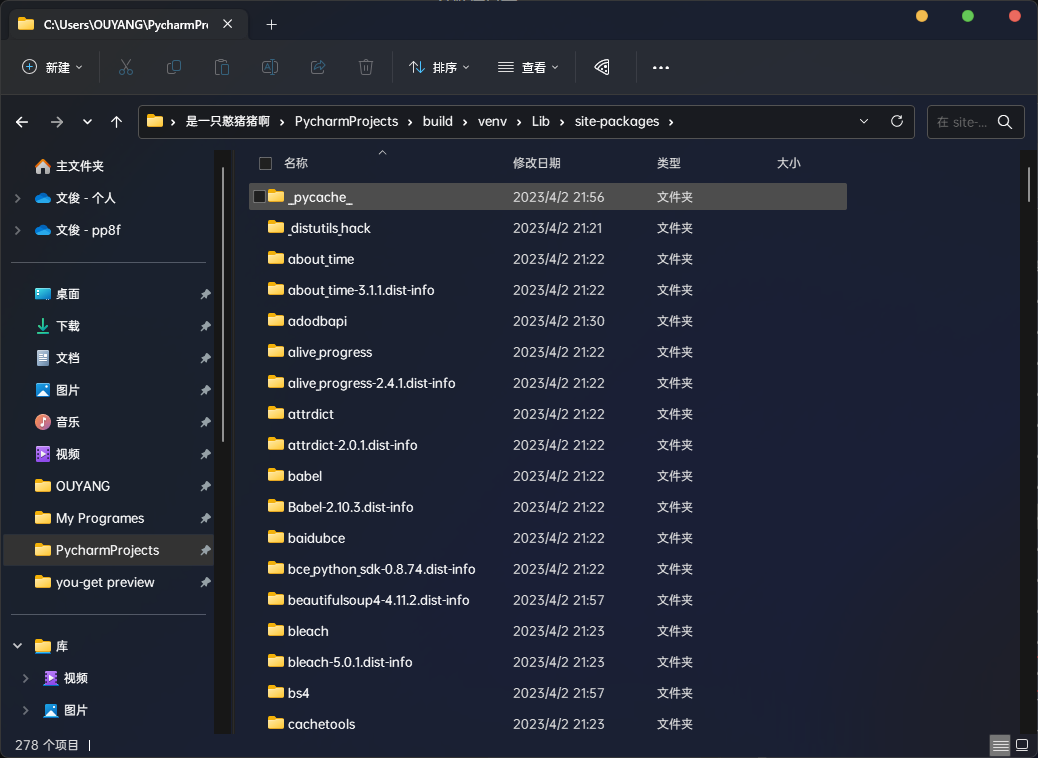 C:\Users\OUYANG\PycharmPr
新建
排序
查看
是一只憨猪猪啊 PycharmProjects build venv Lib site-packages
在 site-...
主文件夹
文俊 - 个人
文俊 - pp8f
桌面
下载
文档
图片
音乐
视频
OUYANG
My Programes
PycharmProjects
you-get preview
库
视频
图片
名称 修改日期 类型 大小
_pycache_ 2023/4/2 21:56 文件夹
_distutils_hack 2023/4/2 21:21 文件夹
about_time 2023/4/2 21:22 文件夹
about_time-3.1.1.dist-info 2023/4/2 21:22 文件夹
adodbapi 2023/4/2 21:30 文件夹
alive_progress 2023/4/2 21:22 文件夹
alive_progress-2.4.1.dist-info 2023/4/2 21:22 文件夹
attrdict 2023/4/2 21:22 文件夹
attrdict-2.0.1.dist-info 2023/4/2 21:22 文件夹
babel 2023/4/2 21:22 文件夹
Babel-2.10.3.dist-info 2023/4/2 21:22 文件夹
baidubce 2023/4/2 21:22 文件夹
bce_python_sdk-0.8.74.dist-info 2023/4/2 21:22 文件夹
beautifulsoup4-4.11.2.dist-info 2023/4/2 21:57 文件夹
bleach 2023/4/2 21:23 文件夹
bleach-5.0.1.dist-info 2023/4/2 21:23 文件夹
bs4 2023/4/2 21:57 文件夹
cachetools 2023/4/2 21:23 文件夹
278 个项目